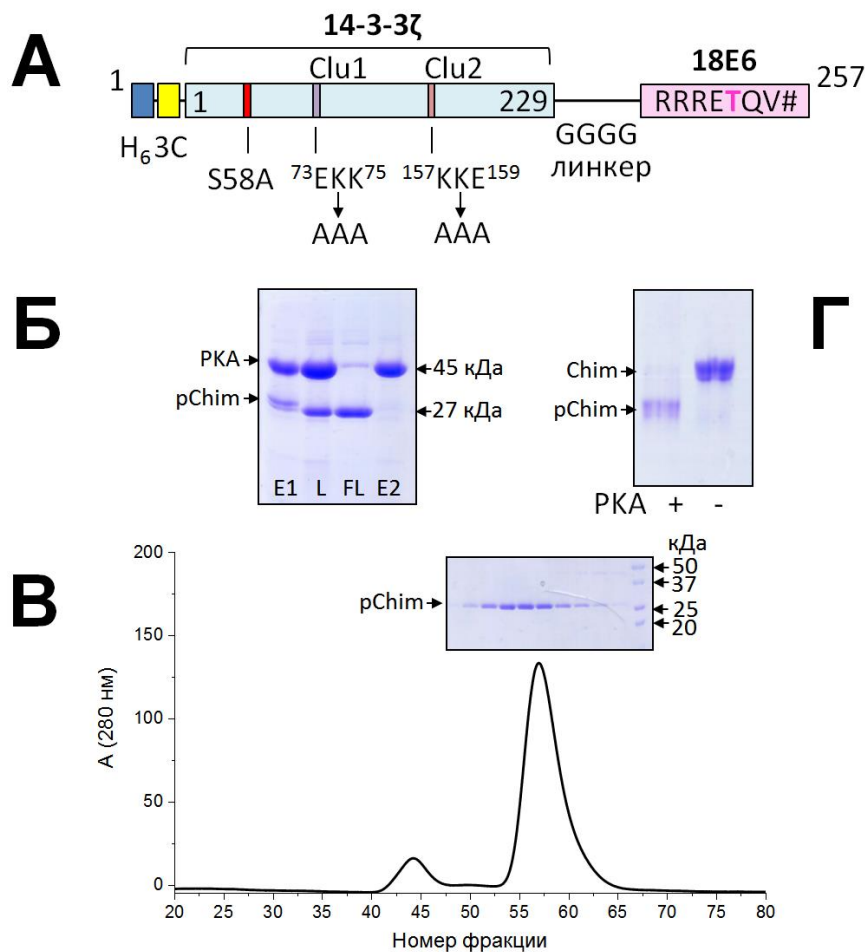 А
14-3-3ζ
1
Clu1
Clu2
18E6
257
1
229
RRRETQV#
H₆ 3C
GGGG
линкер
S58A
⁷³EKK⁷⁵
¹⁵⁷KKE¹⁵⁹
AAA
AAA
Б
PKA
pChim
45 кДа
27 кДа
E1 L FL E2
Г
Chim
pChim
PKA + -
В
pChim
кДа
50
37
25
20
A (280 нм)
200
150
100
50
0
20 25 30 35 40 45 50 55 60 65 70 75 80
Номер фракции